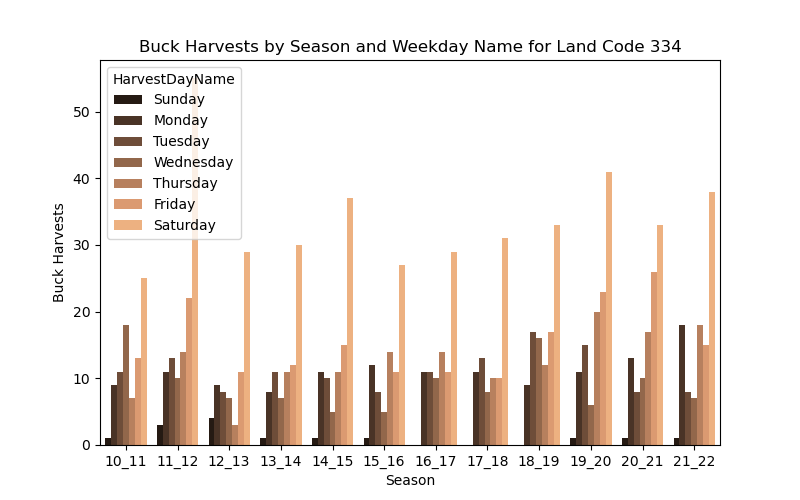 Buck Harvests by Season and Weekday Name for Land Code 334
HarvestDayName
Sunday
Monday
Tuesday
Wednesday
Thursday
Friday
Saturday
50
40
30
20
10
0
Buck Harvests
10_11 11_12 12_13 13_14 14_15 15_16 16_17 17_18 18_19 19_20 20_21 21_22
Season